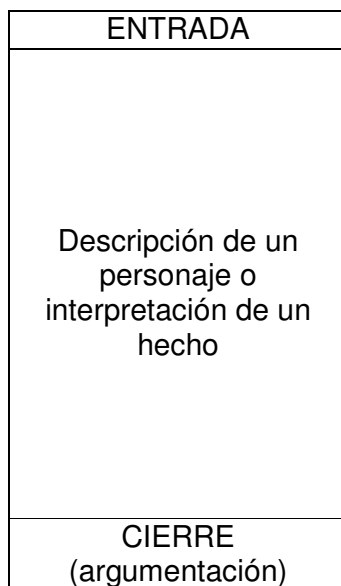 ENTRADA
Descripción de un
personaje o
interpretación de un
hecho
CIERRE
(argumentación)